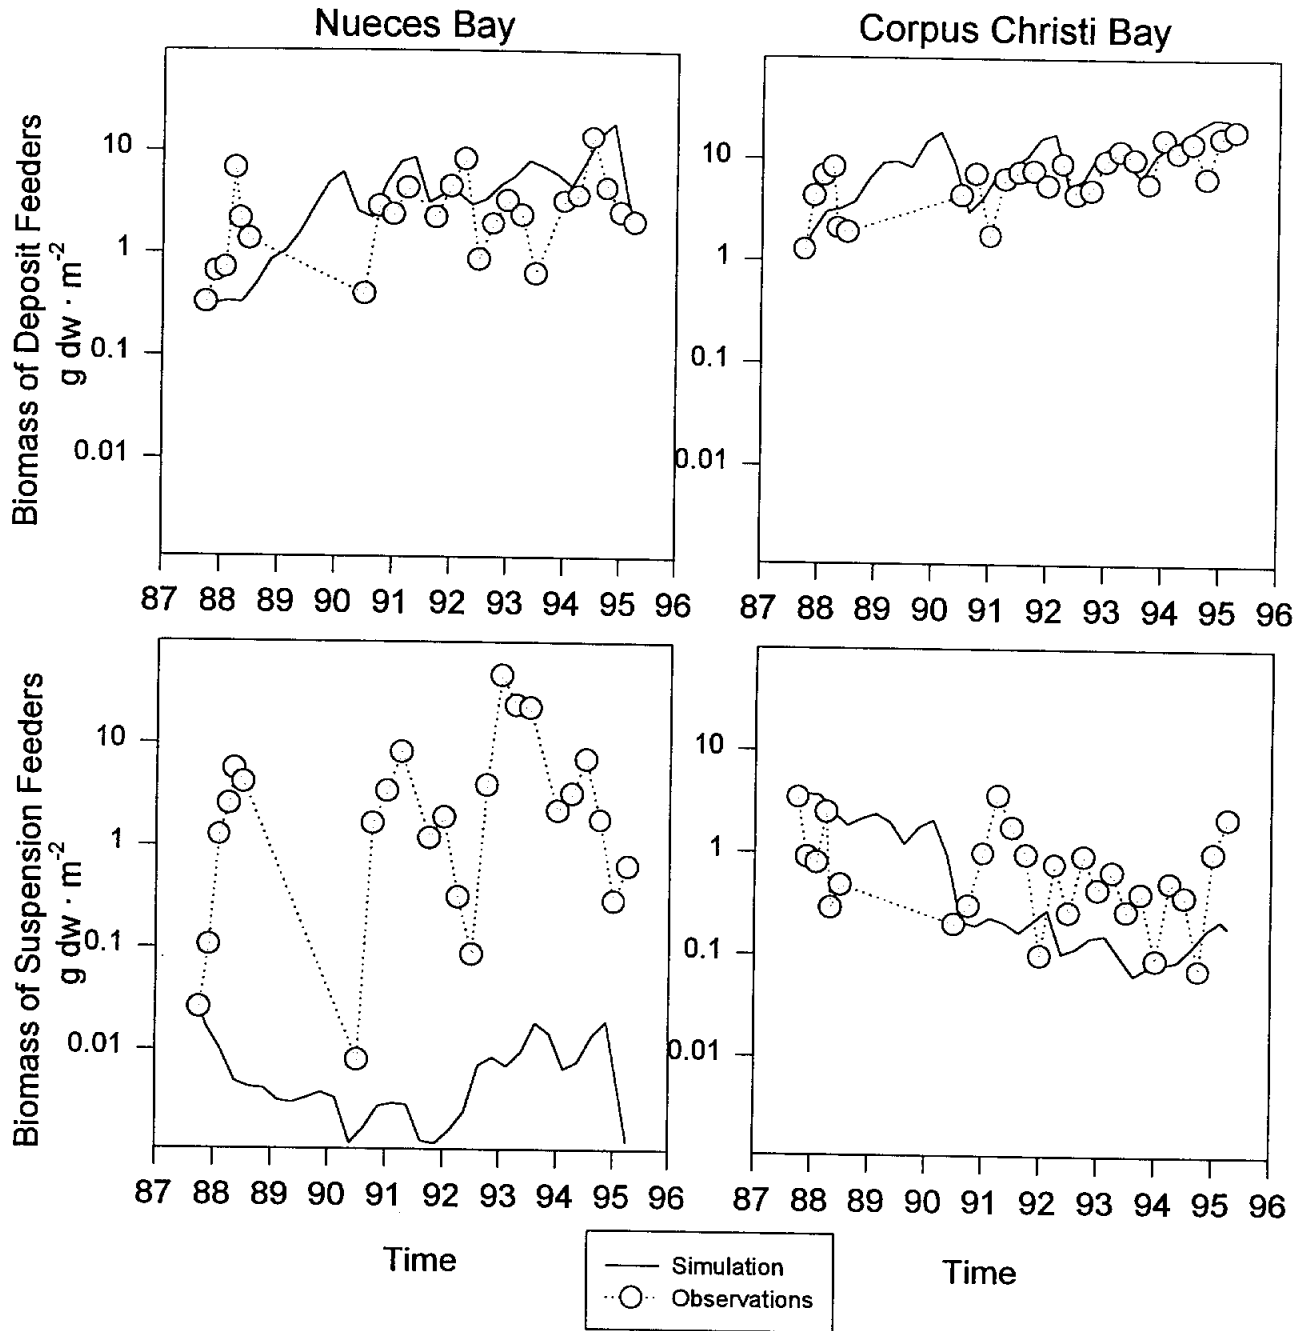 Nueces Bay
Corpus Christi Bay
Biomass of Deposit Feeders
g dw · m-2
10
1
0.1
0.01
87 88 89 90 91 92 93 94 95 96
10
1
0.1
0.01
87 88 89 90 91 92 93 94 95 96
Biomass of Suspension Feeders
g dw · m-2
10
1
0.1
0.01
87 88 89 90 91 92 93 94 95 96
Time
10
1
0.1
0.01
87 88 89 90 91 92 93 94 95 96
Time
Simulation
Observations